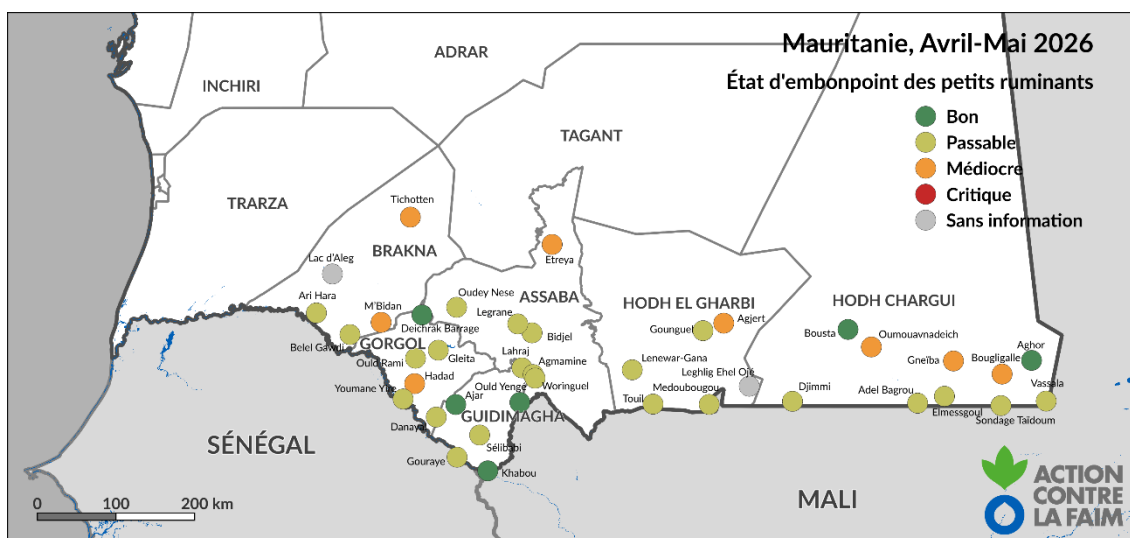 Mauritanie, Avril-Mai 2026
État d'embonpoint des petits ruminants
Bon
Passable
Médiocre
Critique
Sans information
ADRAR
INCHIRI
TAGANT
TRARZA
Tichotten
BRAKNA
Lac d'Aleg
Etreya
Ari Hara
M'Bidan
Oudey Nese
ASSABA
Legrane
HODH EL GHARBI
HODH CHARGUI
Deichrak Barrage
Bidjel
Gounguel
Agjert
Bousta
Oumouavnadeich
Belel Gawdi
GORGOL
Gleita
Ould Rami
Lahraj
Agmamine
Lenewar-Gana
Leghlig Ehel Oje
Gneïba
Bougligalle
Aghor
Hadad
Ould Yenge
Woringuel
Youmane Yire
Ajar
Touil
Medoubougou
Djimmi
Adel Bagrou
Elmessgoul
Vassala
Sondage Taidoum
GUIDIMAGHA
Danayal
Sélibabi
Gouraye
Khabou
SÉNÉGAL
MALI
0 100 200 km
ACTION
CONTRE
LA FAIM